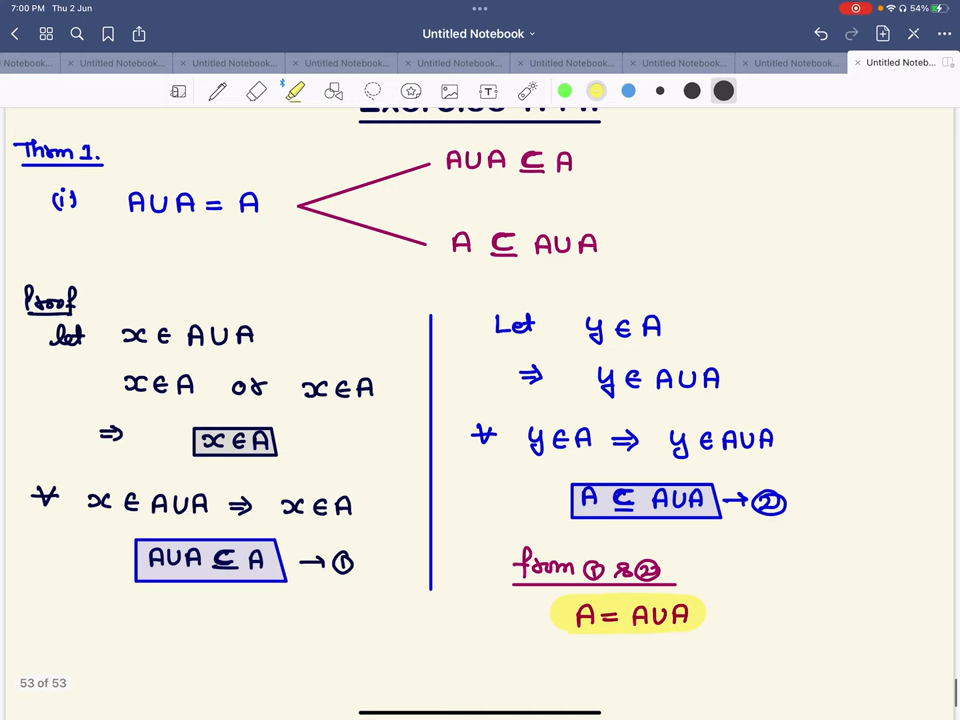 7:00 PM Thu 2 Jun
54%
Untitled Notebook
Notebook... Untitled Notebook... Untitled Notebook... Untitled Notebook... Untitled Notebook... Untitled Notebook... Untitled Notebook... Untitled Notebook... Untitled Noteb...
Thm 1.
(i) A∪A = A
A∪A ⊆ A
A ⊆ A∪A
Proof
let x ∈ A∪A
x∈A or x∈A
⇒ x∈A
∀ x ∈ A∪A ⇒ x∈A
A∪A ⊆ A → ①
Let y∈A
⇒ y ∈ A∪A
∀ y∈A ⇒ y∈A∪A
A ⊆ A∪A → ②
from ① & ②
A = A∪A
53 of 53